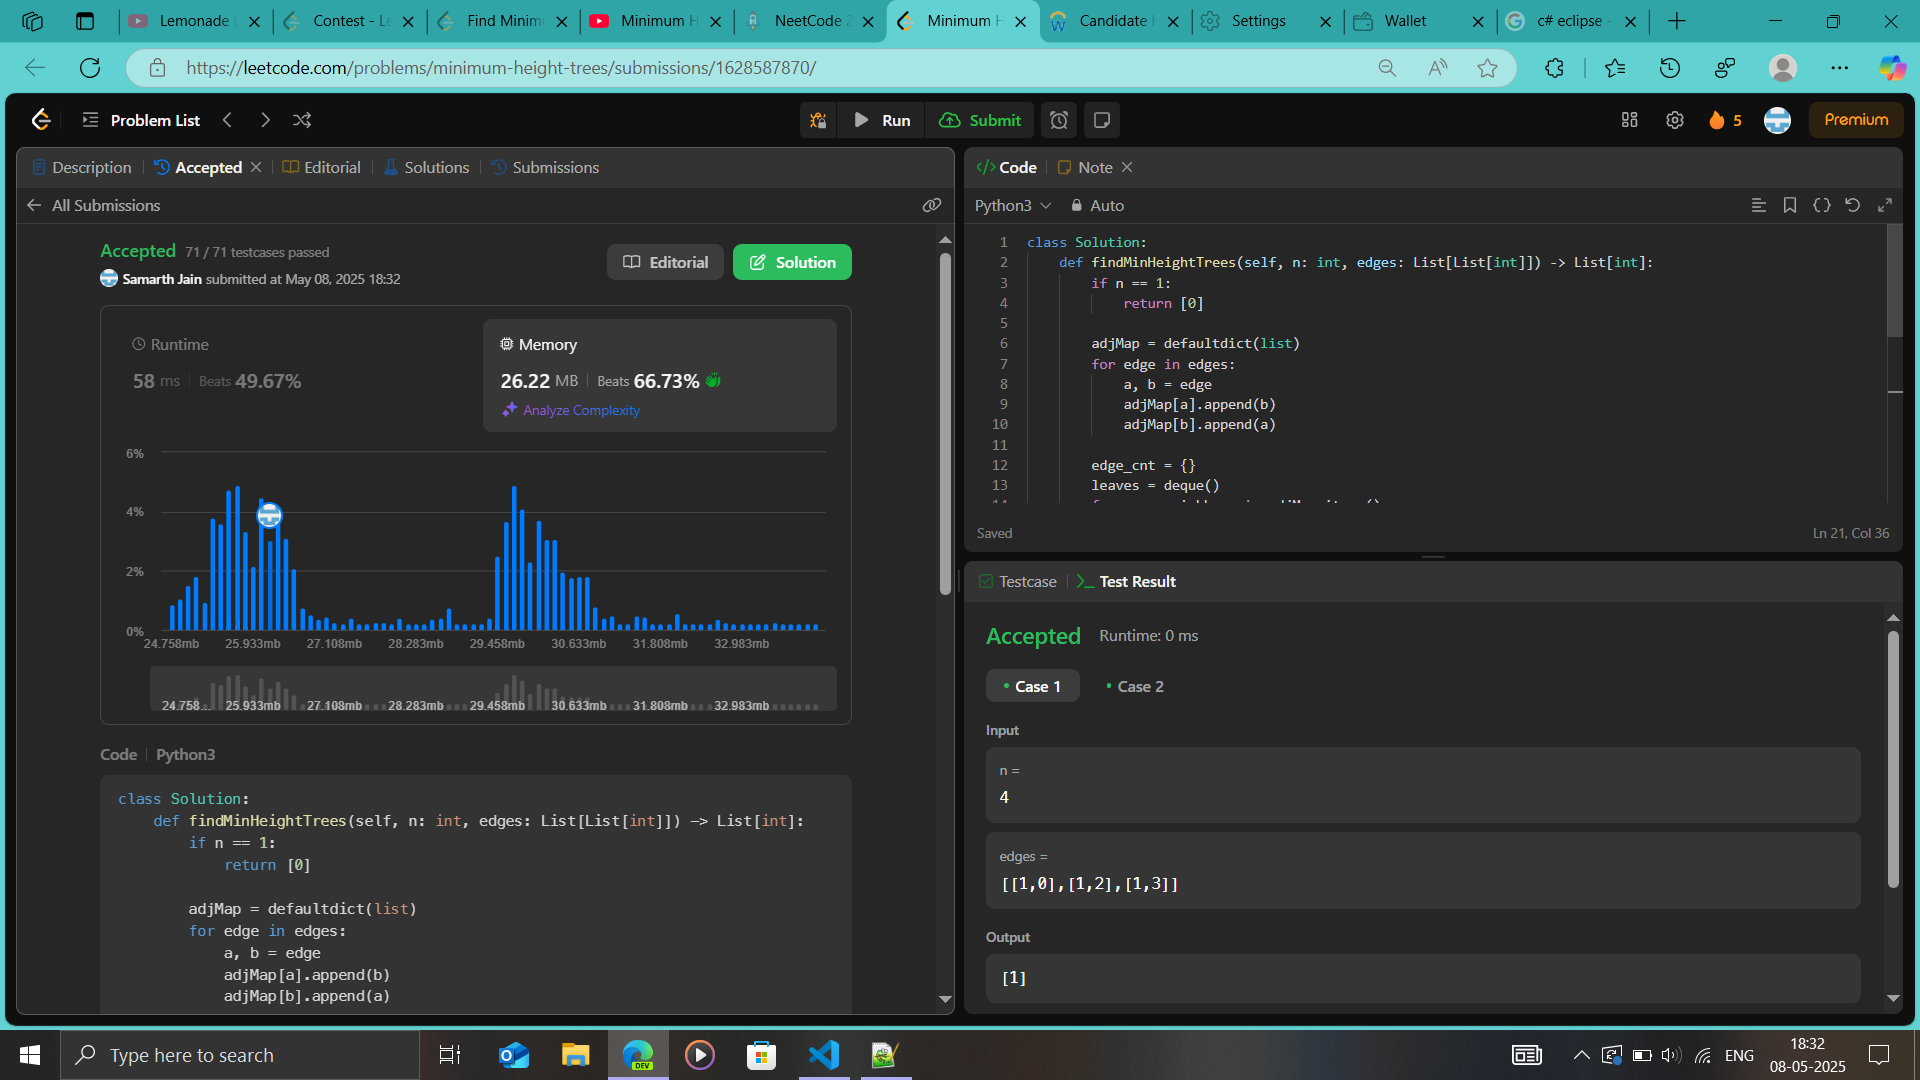 Lemonade
Contest - Le
Find Minim
Minimum H
NeetCode 2
Minimum H
Candidate
Settings
Wallet
c# eclipse -
https://leetcode.com/problems/minimum-height-trees/submissions/1628587870/
Problem List
Run
Submit
5
Premium
Description
Accepted
Editorial
Solutions
Submissions
All Submissions
Accepted 71 / 71 testcases passed
Samarth Jain submitted at May 08, 2025 18:32
Editorial
Solution
Runtime
58 ms Beats 49.67%
Memory
26.22 MB Beats 66.73%
Analyze Complexity
6%
4%
2%
0%
24.758mb 25.933mb 27.108mb 28.283mb 29.458mb 30.633mb 31.808mb 32.983mb
24.758... 25.933mb 27.108mb 28.283mb 29.458mb 30.633mb 31.808mb 32.983mb
Code Python3
class Solution:
def findMinHeightTrees(self, n: int, edges: List[List[int]]) -> List[int]:
if n == 1:
return [0]
adjMap = defaultdict(list)
for edge in edges:
a, b = edge
adjMap[a].append(b)
adjMap[b].append(a)
</> Code
Note
Python3
Auto
1 class Solution:
2 def findMinHeightTrees(self, n: int, edges: List[List[int]]) -> List[int]:
3 if n == 1:
4 return [0]
5
6 adjMap = defaultdict(list)
7 for edge in edges:
8 a, b = edge
9 adjMap[a].append(b)
10 adjMap[b].append(a)
11
12 edge_cnt = {}
13 leaves = deque()
Saved
Ln 21, Col 36
Testcase
Test Result
Accepted Runtime: 0 ms
Case 1
Case 2
Input
n =
4
edges =
[[1,0],[1,2],[1,3]]
Output
[1]
Type here to search
DEV
ENG
18:32
08-05-2025